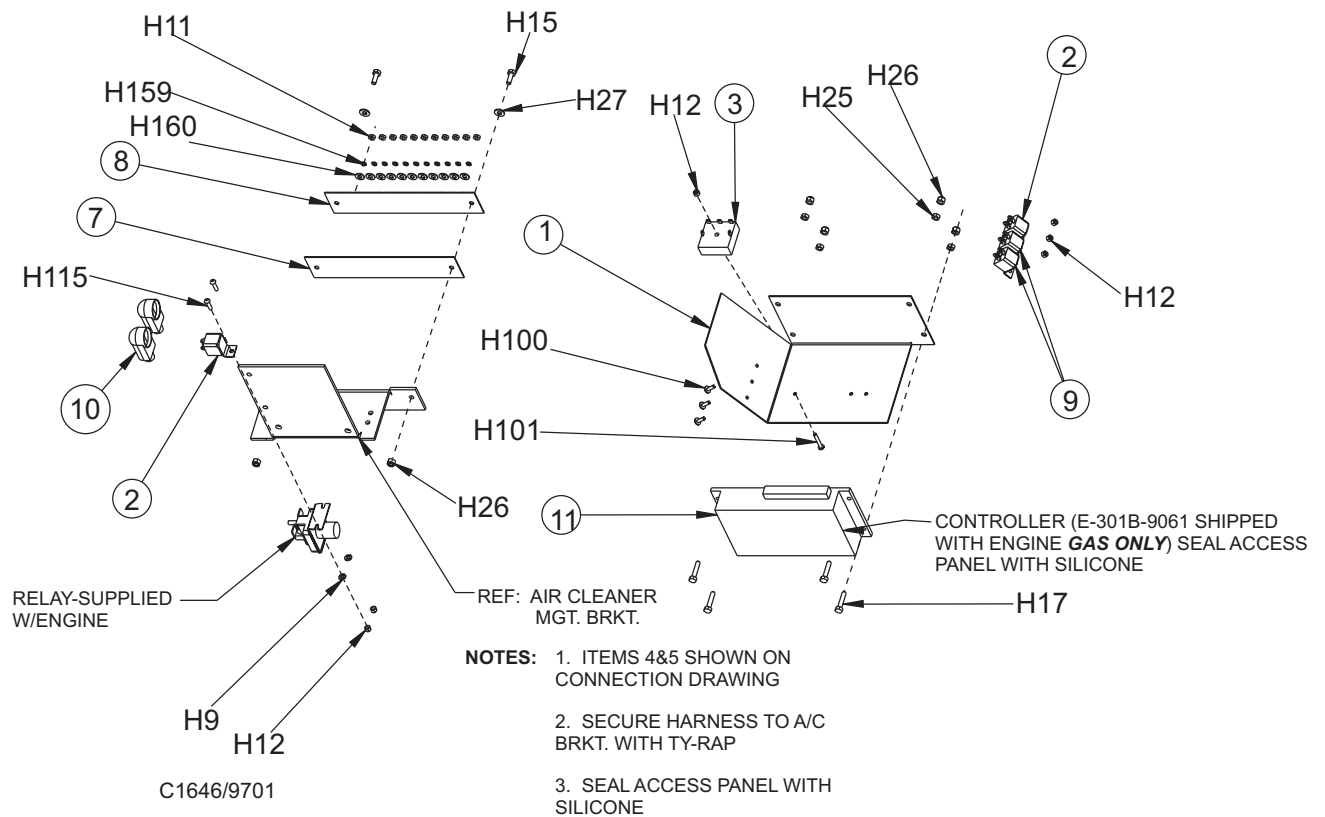 H11
H15
H159
H27
H160
8
7
H115
10
2
H26
RELAY-SUPPLIED
W/ENGINE
REF: AIR CLEANER
MGT. BRKT.
H9
H12
C1646/9701
H12
3
H25
H26
2
1
H12
H100
9
H101
11
CONTROLLER (E-301B-9061 SHIPPED
WITH ENGINE GAS ONLY) SEAL ACCESS
PANEL WITH SILICONE
H17
NOTES: 1. ITEMS 4&5 SHOWN ON
CONNECTION DRAWING
2. SECURE HARNESS TO A/C
BRKT. WITH TY-RAP
3. SEAL ACCESS PANEL WITH
SILICONE